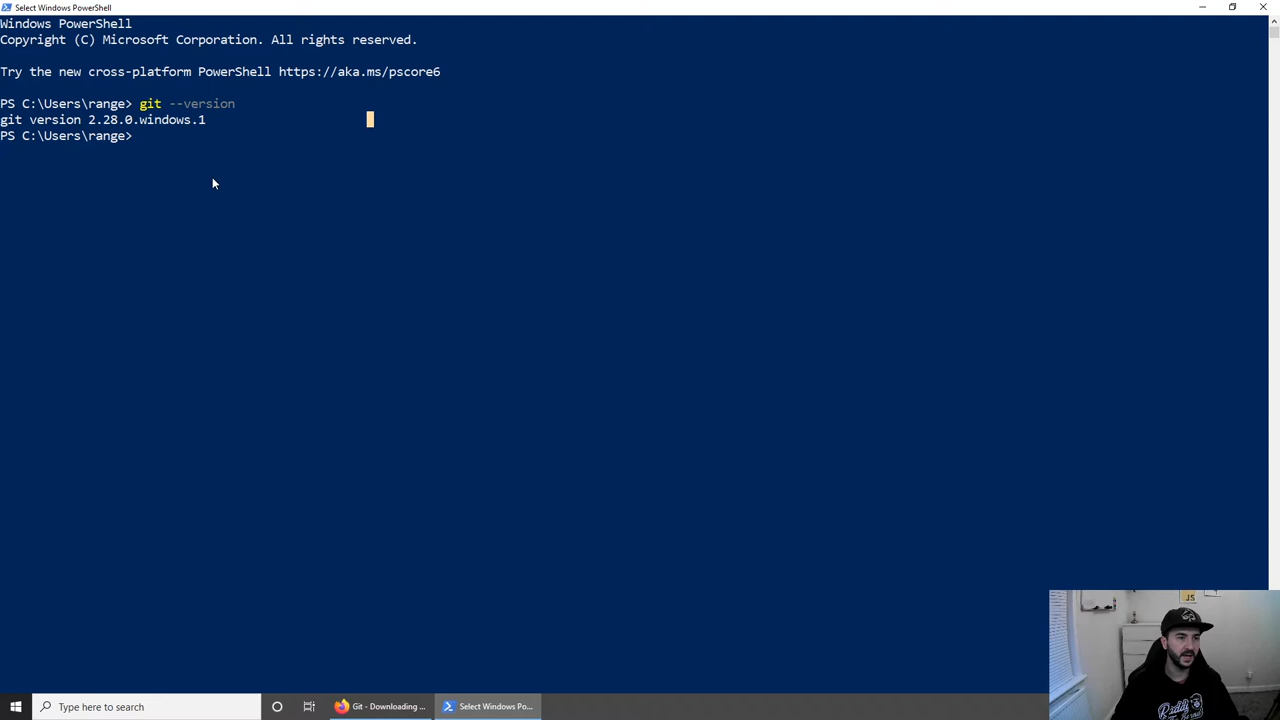 Select Windows PowerShell
Windows PowerShell
Copyright (C) Microsoft Corporation. All rights reserved.
Try the new cross-platform PowerShell https://aka.ms/pscore6
PS C:\Users\range> git --version
git version 2.28.0.windows.1
PS C:\Users\range>
JS
Type here to search
Git - Downloading ...
Select Windows Po...